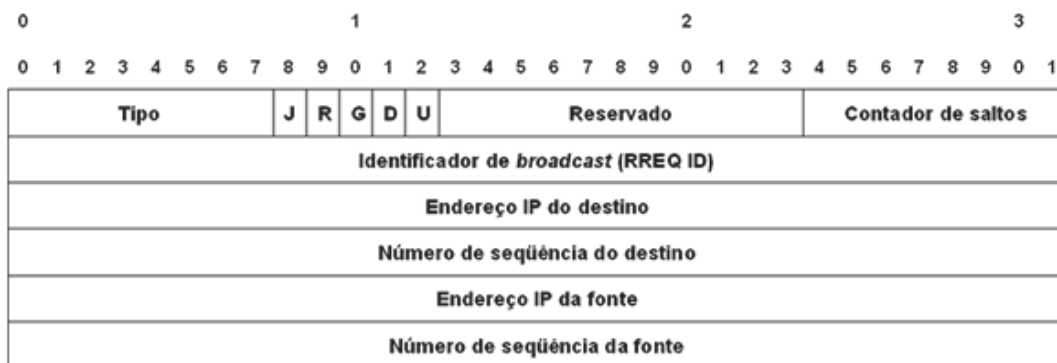 0 1 2 3
0 1 2 3 4 5 6 7 8 9 0 1 2 3 4 5 6 7 8 9 0 1 2 3 4 5 6 7 8 9 0 1
Tipo J R G D U Reservado Contador de saltos
Identificador de broadcast (RREQ ID)
Endereço IP do destino
Número de seqüência do destino
Endereço IP da fonte
Número de seqüência da fonte